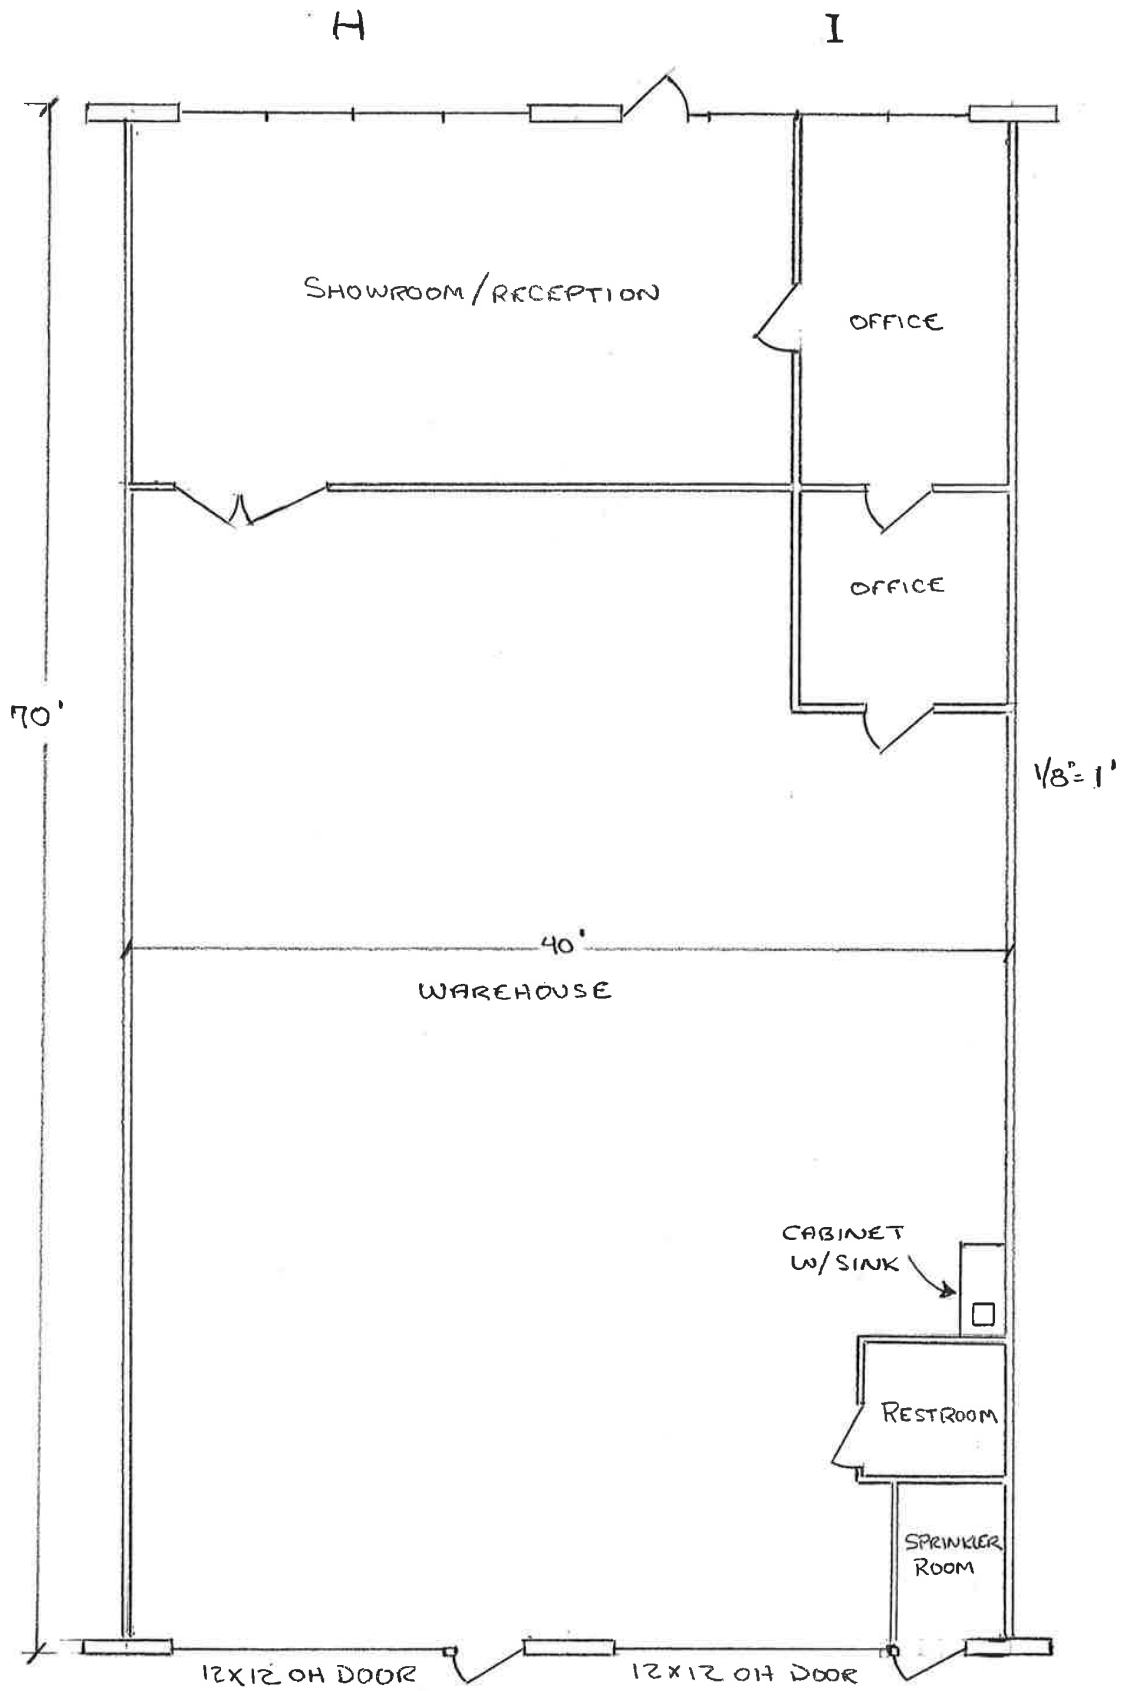 H
I
SHOWROOM/RECEPTION
OFFICE
OFFICE
70'
1/8"=1'
40'
WAREHOUSE
CABINET
W/SINK
RESTROOM
SPRINKLER
ROOM
12X12 OH DOOR
12X12 OH DOOR